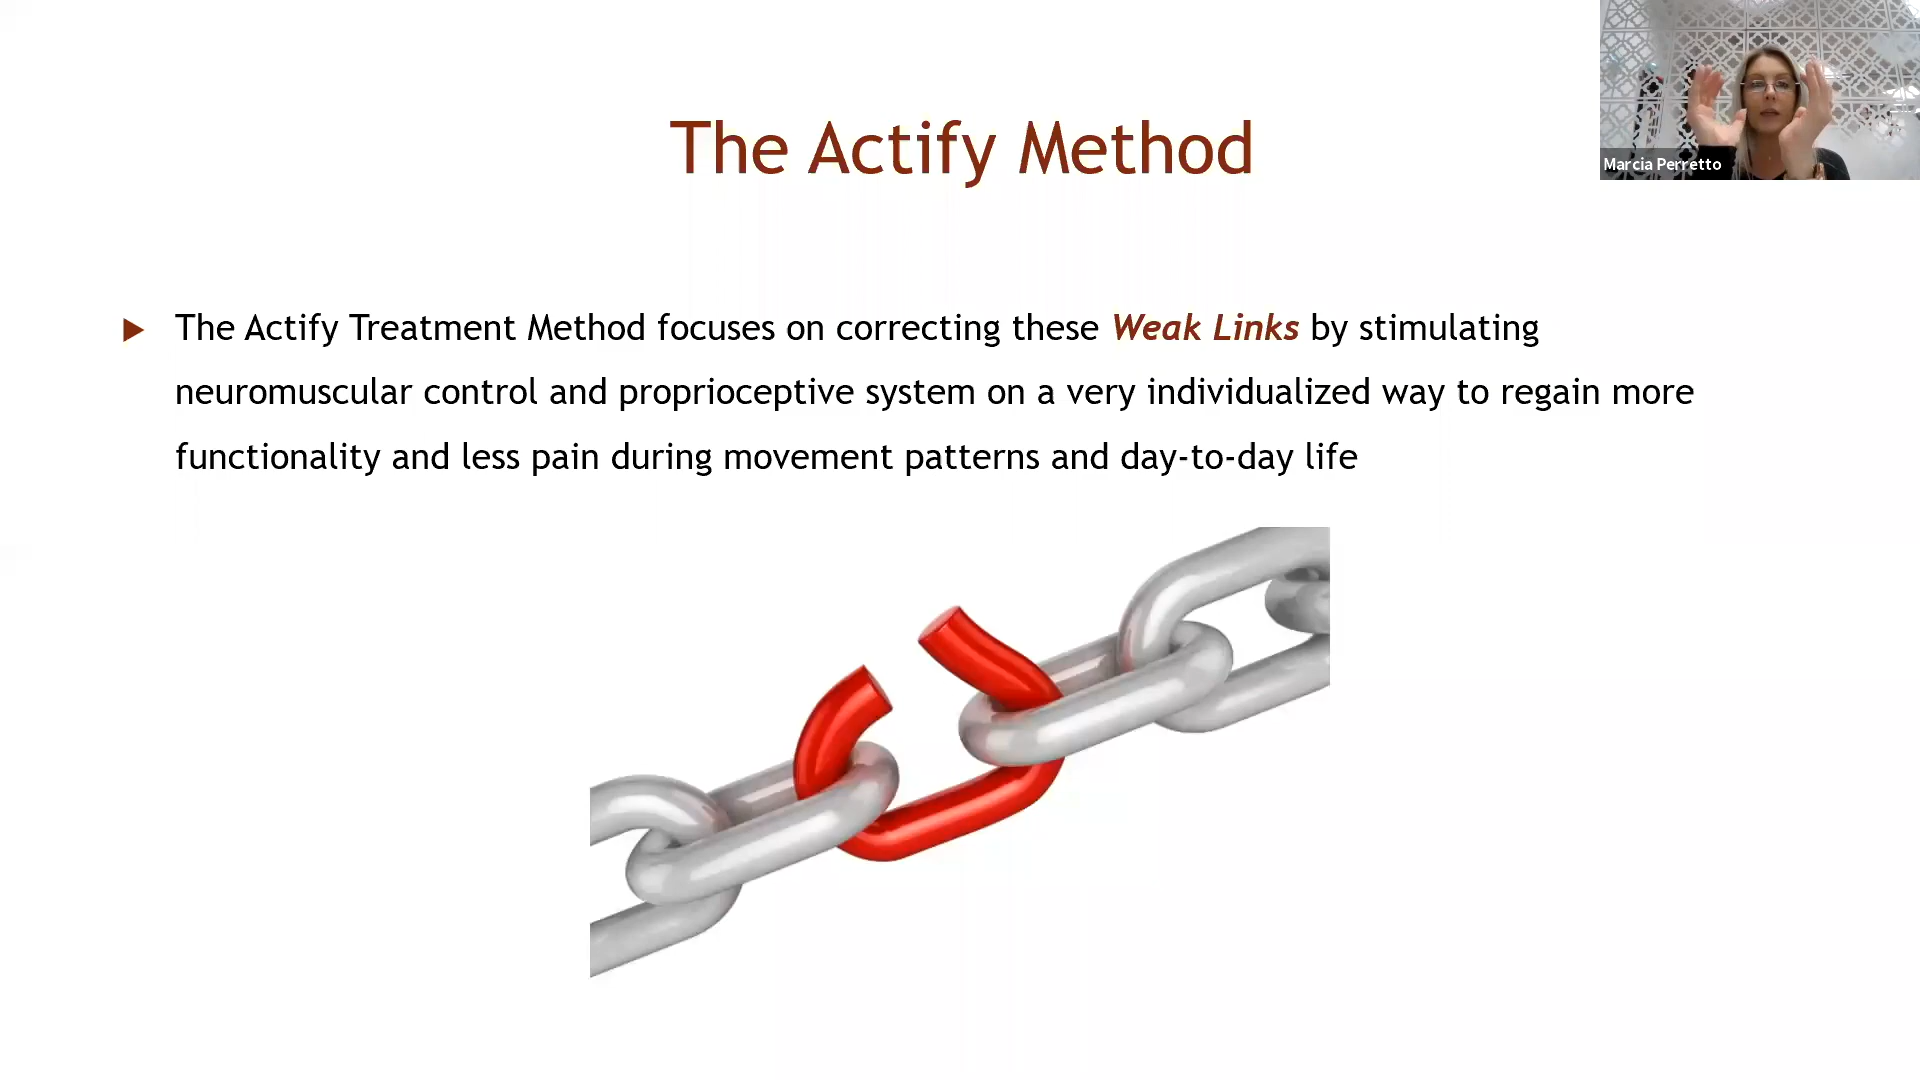 The Actify Method
Marcia Perretto
The Actify Treatment Method focuses on correcting these Weak Links by stimulating
neuromuscular control and proprioceptive system on a very individualized way to regain more
functionality and less pain during movement patterns and day-to-day life